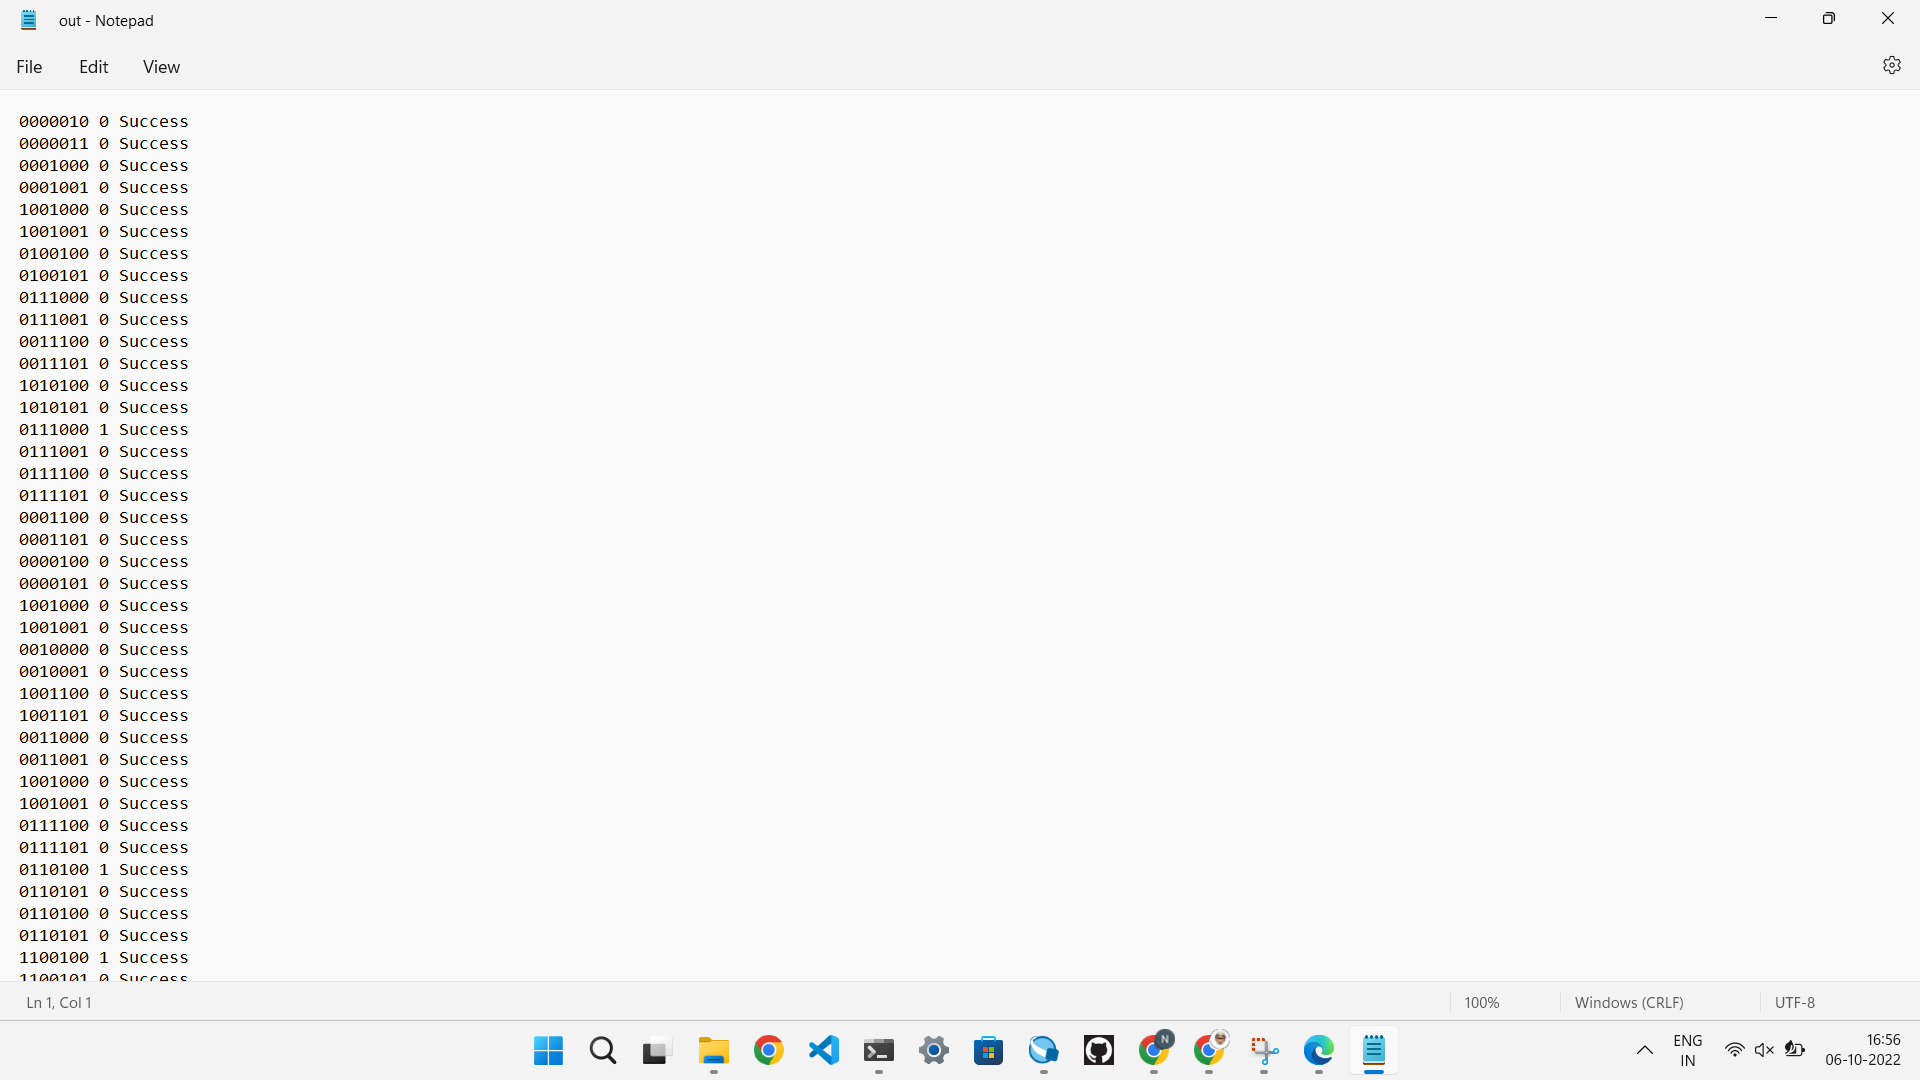 out - Notepad
File Edit View
0000010 0 Success
0000011 0 Success
0001000 0 Success
0001001 0 Success
1001000 0 Success
1001001 0 Success
0100100 0 Success
0100101 0 Success
0111000 0 Success
0111001 0 Success
0011100 0 Success
0011101 0 Success
1010100 0 Success
1010101 0 Success
0111000 1 Success
0111001 0 Success
0111100 0 Success
0111101 0 Success
0001100 0 Success
0001101 0 Success
0000100 0 Success
0000101 0 Success
1001000 0 Success
1001001 0 Success
0010000 0 Success
0010001 0 Success
1001100 0 Success
1001101 0 Success
0011000 0 Success
0011001 0 Success
1001000 0 Success
1001001 0 Success
0111100 0 Success
0111101 0 Success
0110100 1 Success
0110101 0 Success
0110100 0 Success
0110101 0 Success
1100100 1 Success
1100101 0 Success
Ln 1, Col 1 100% Windows (CRLF) UTF-8
N
ENG
IN
16:56
06-10-2022